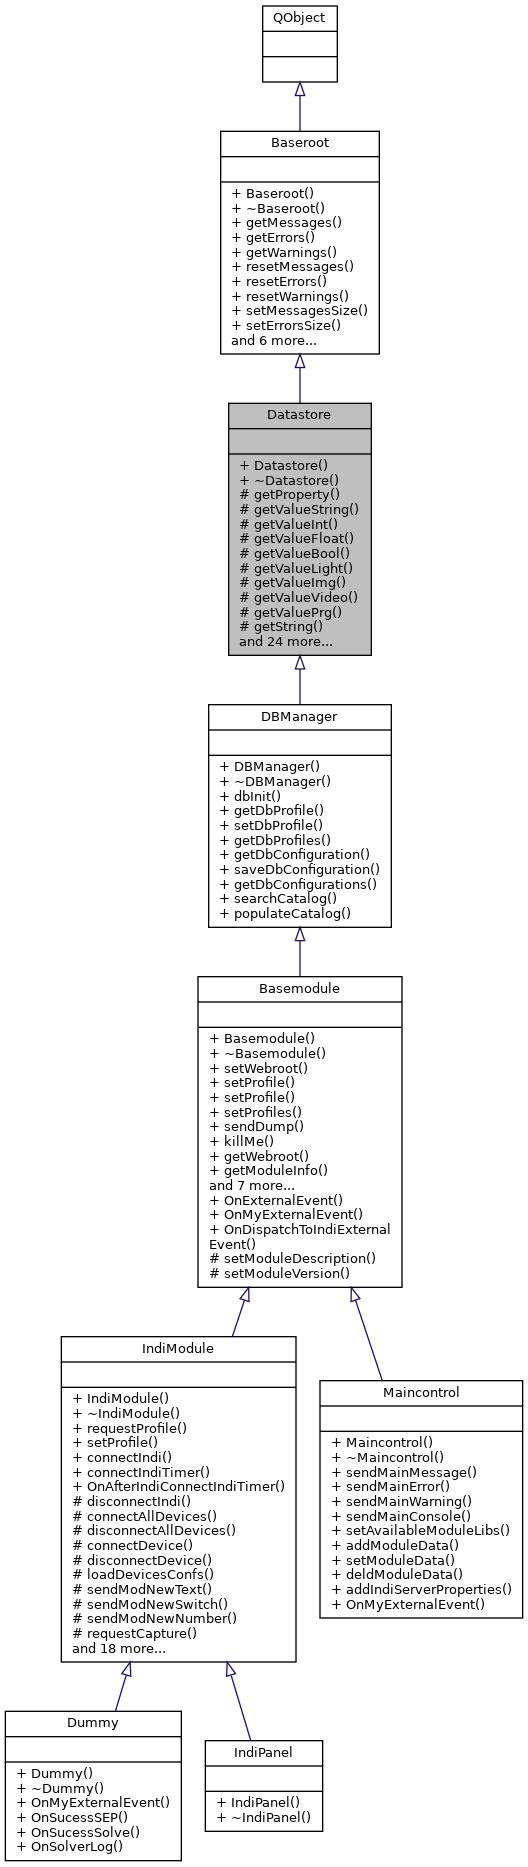 QObject
Baseroot
+ Baseroot()
+ ~Baseroot()
+ getMessages()
+ getErrors()
+ getWarnings()
+ resetMessages()
+ resetErrors()
+ resetWarnings()
+ setMessagesSize()
+ setErrorsSize()
and 6 more...
Datastore
+ Datastore()
+ ~Datastore()
# getProperty()
# getValueString()
# getValueInt()
# getValueFloat()
# getValueBool()
# getValueLight()
# getValueImg()
# getValueVideo()
# getValuePrg()
# getString()
and 24 more...
DBManager
+ DBManager()
+ ~DBManager()
+ dbInit()
+ getDbProfile()
+ setDbProfile()
+ getDbProfiles()
+ getDbConfiguration()
+ saveDbConfiguration()
+ getDbConfigurations()
+ searchCatalog()
+ populateCatalog()
Basemodule
+ Basemodule()
+ ~Basemodule()
+ setWebroot()
+ setProfile()
+ setProfile()
+ setProfiles()
+ sendDump()
+ killMe()
+ getWebroot()
+ getModuleInfo()
and 7 more...
+ OnExternalEvent()
+ OnMyExternalEvent()
+ OnDispatchToIndiExternal
Event()
# setModuleDescription()
# setModuleVersion()
IndiModule
+ IndiModule()
+ ~IndiModule()
+ requestProfile()
+ setProfile()
+ connectIndi()
+ connectIndiTimer()
+ OnAfterIndiConnectIndiTimer()
# disconnectIndi()
# connectAllDevices()
# disconnectAllDevices()
# connectDevice()
# disconnectDevice()
# loadDevicesConfs()
# sendModNewText()
# sendModNewSwitch()
# sendModNewNumber()
# requestCapture()
and 18 more...
Maincontrol
+ Maincontrol()
+ ~Maincontrol()
+ sendMainMessage()
+ sendMainError()
+ sendMainWarning()
+ sendMainConsole()
+ setAvailableModuleLibs()
+ addModuleData()
+ setModuleData()
+ deldModuleData()
+ addIndiServerProperties()
+ OnMyExternalEvent()
Dummy
+ Dummy()
+ ~Dummy()
+ OnMyExternalEvent()
+ OnSucessSEP()
+ OnSucessSolve()
+ OnSolverLog()
IndiPanel
+ IndiPanel()
+ ~IndiPanel()